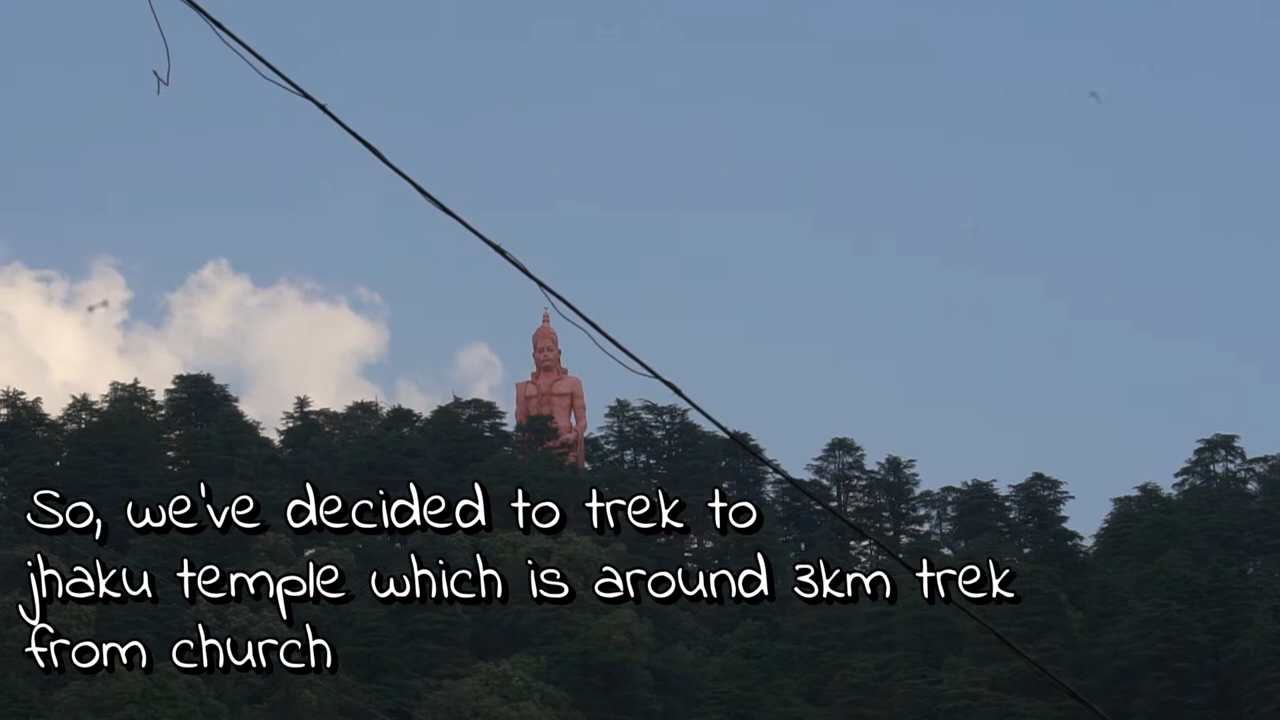 So, we've decided to trek to
jhaku temple which is around 3km trek
from church